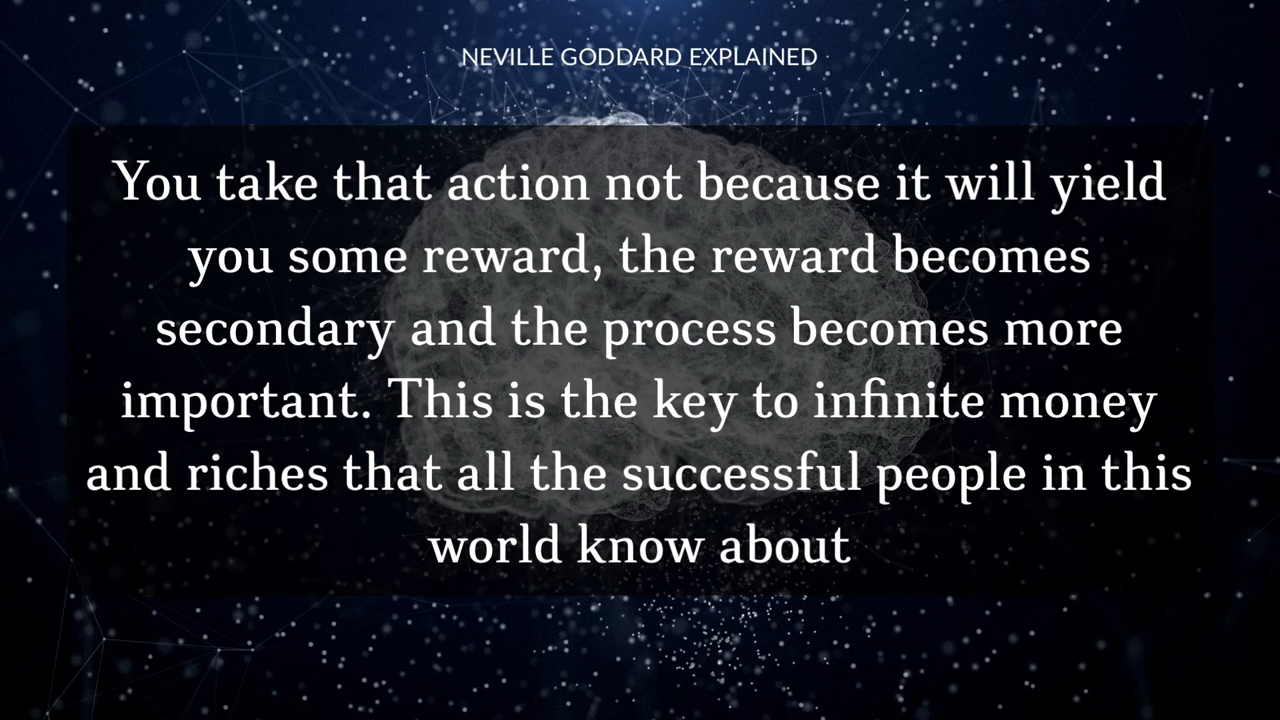 NEVILLE GODDARD EXPLAINED
You take that action not because it will yield
you some reward, the reward becomes
secondary and the process becomes more
important. This is the key to infinite money
and riches that all the successful people in this
world know about